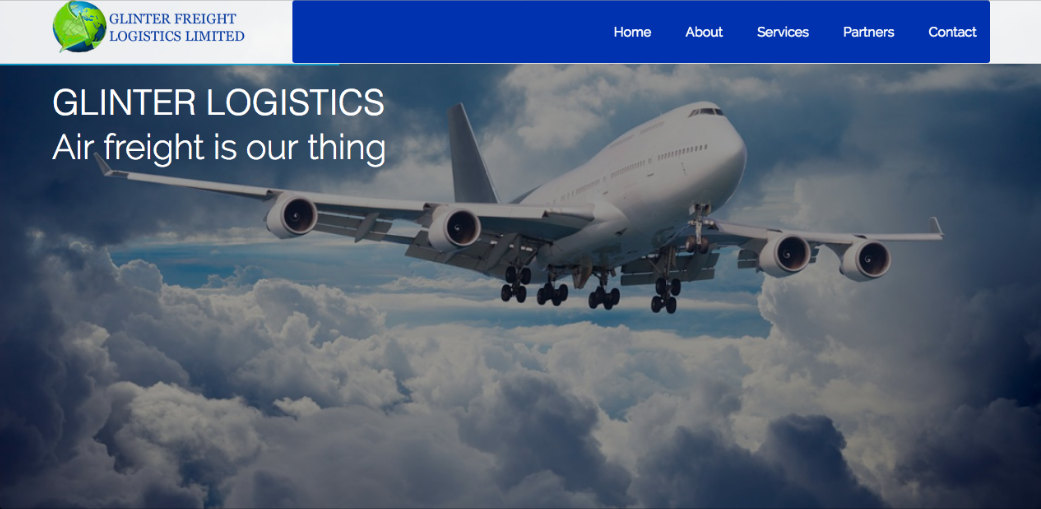 GLINTER FREIGHT
LOGISTICS LIMITED
Home About Services Partners Contact
GLINTER LOGISTICS
Air freight is our thing